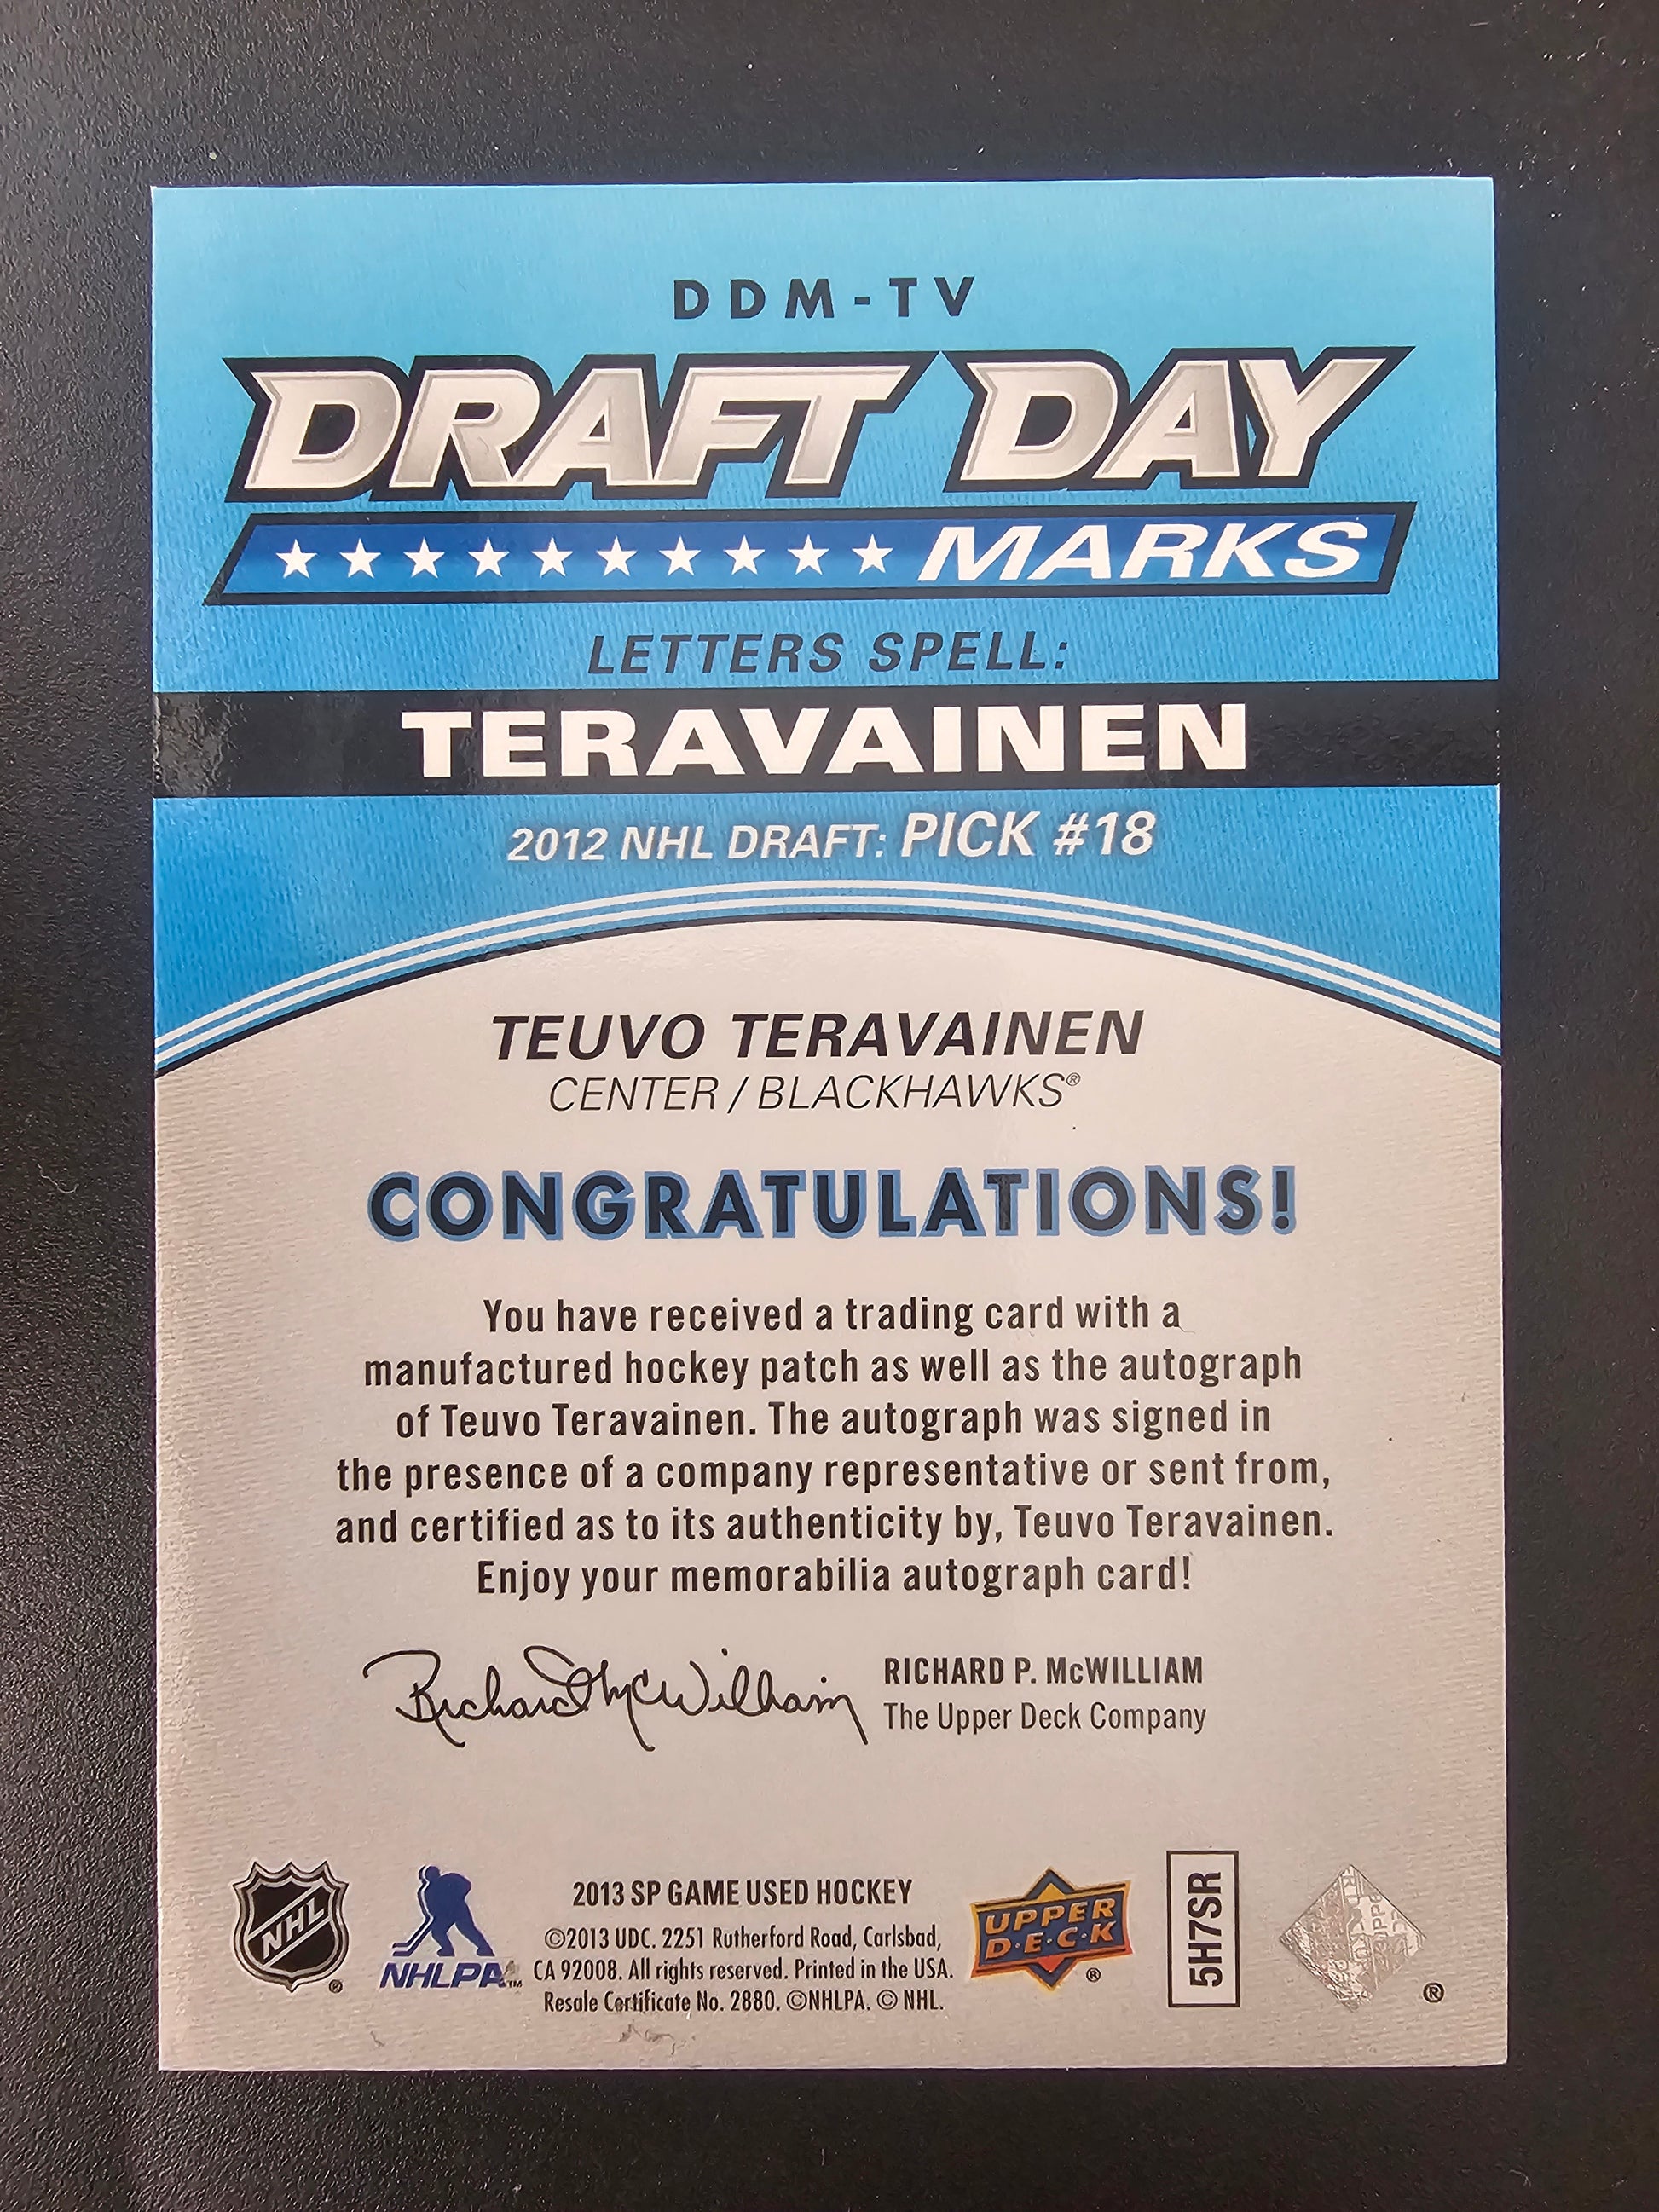 DDM-TV
DRAFT DAY
MARKS
LETTERS SPELL:
TERAVAINEN
2012 NHL DRAFT: PICK #18
TEUVO TERAVAINEN
CENTER / BLACKHAWKS®
CONGRATULATIONS!
You have received a trading card with a
manufactured hockey patch as well as the autograph
of Teuvo Teravainen. The autograph was signed in
the presence of a company representative or sent from,
and certified as to its authenticity by, Teuvo Teravainen.
Enjoy your memorabilia autograph card!
Richard McWilliam
RICHARD P. McWILLIAM
The Upper Deck Company
NHL ®
NHLPA™
2013 SP GAME USED HOCKEY
©2013 UDC. 2251 Rutherford Road, Carlsbad,
CA 92008. All rights reserved. Printed in the USA.
Resale Certificate No. 2880. ©NHLPA. © NHL.
UPPER
D·E·C·K ®
5H7SR
®